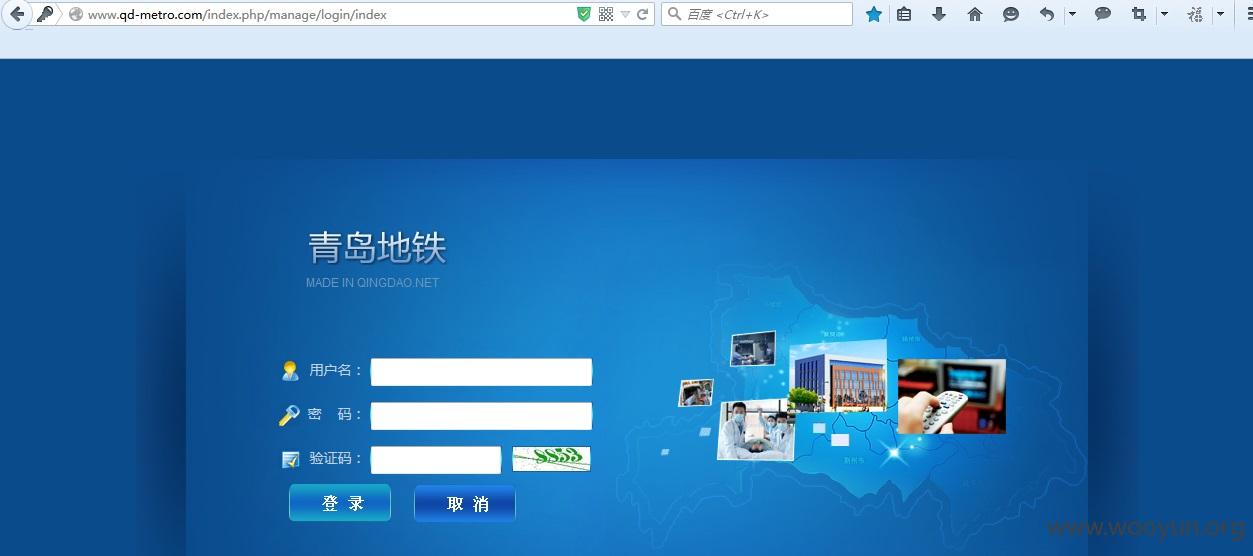 www.qd-metro.com/index.php/manage/login/index
百度 <Ctrl+K>
青岛地铁
MADE IN QINGDAO.NET
用户名：
密 码：
验证码：
8853
登 录
取 消
www.wooyun.org